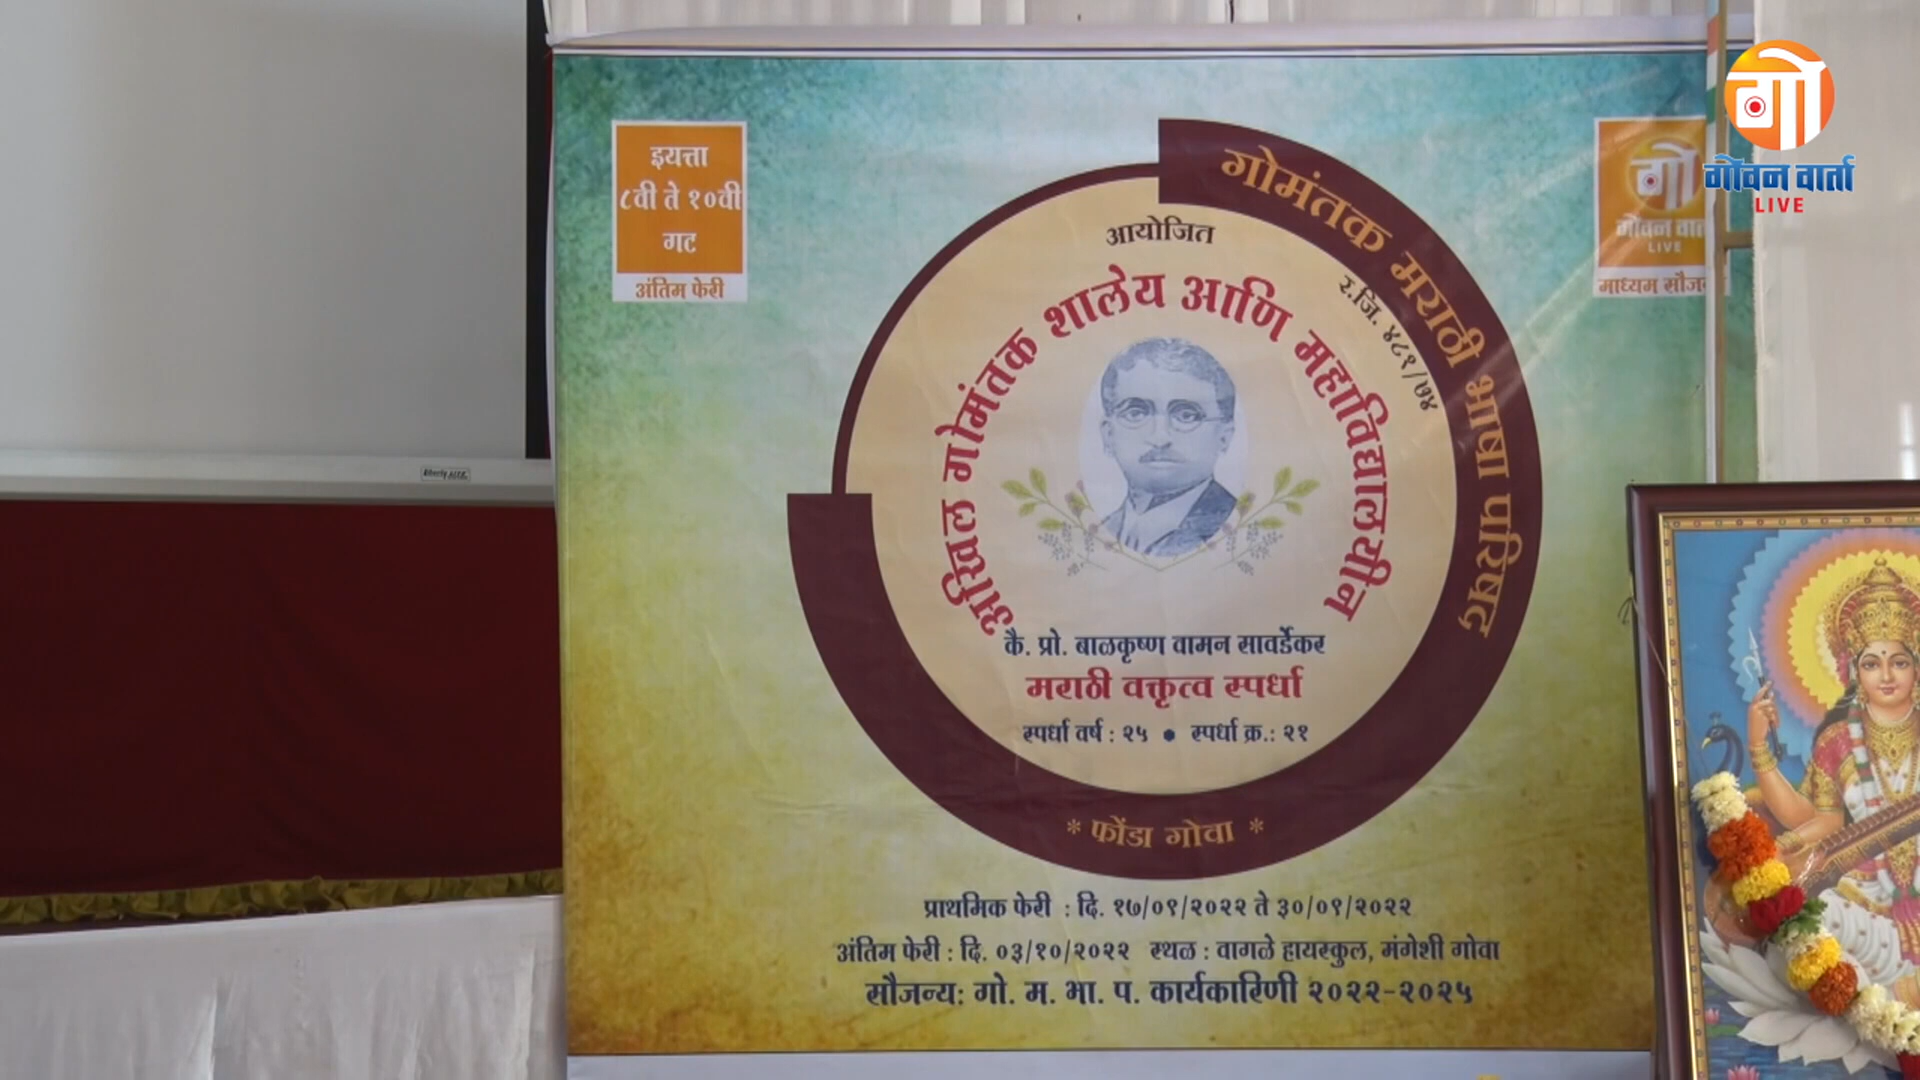 इयत्ता
८वी ते १०वी
गट
अंतिम फेरी
गोमंतक मराठी भाषा परिषद
र.जि. ४८१/७४
आयोजित
अखिल गोमंतक शालेय आणि महाविद्यालयीन
कै. प्रो. बाळकृष्ण वामन सावर्डेकर
मराठी वक्तृत्व स्पर्धा
स्पर्धा वर्ष : २५ • स्पर्धा क्र.: २१
* फोंडा गोवा *
प्राथमिक फेरी : दि. १७/०९/२०२२ ते ३०/०९/२०२२
अंतिम फेरी : दि. ०३/१०/२०२२ स्थळ : वागळे हायस्कुल, मंगेशी गोवा
सौजन्य: गो. म. भा. प. कार्यकारिणी २०२२-२०२५
गो
गोवन
LIVE
माध्यम
गो
गोवन वार्ता
LIVE